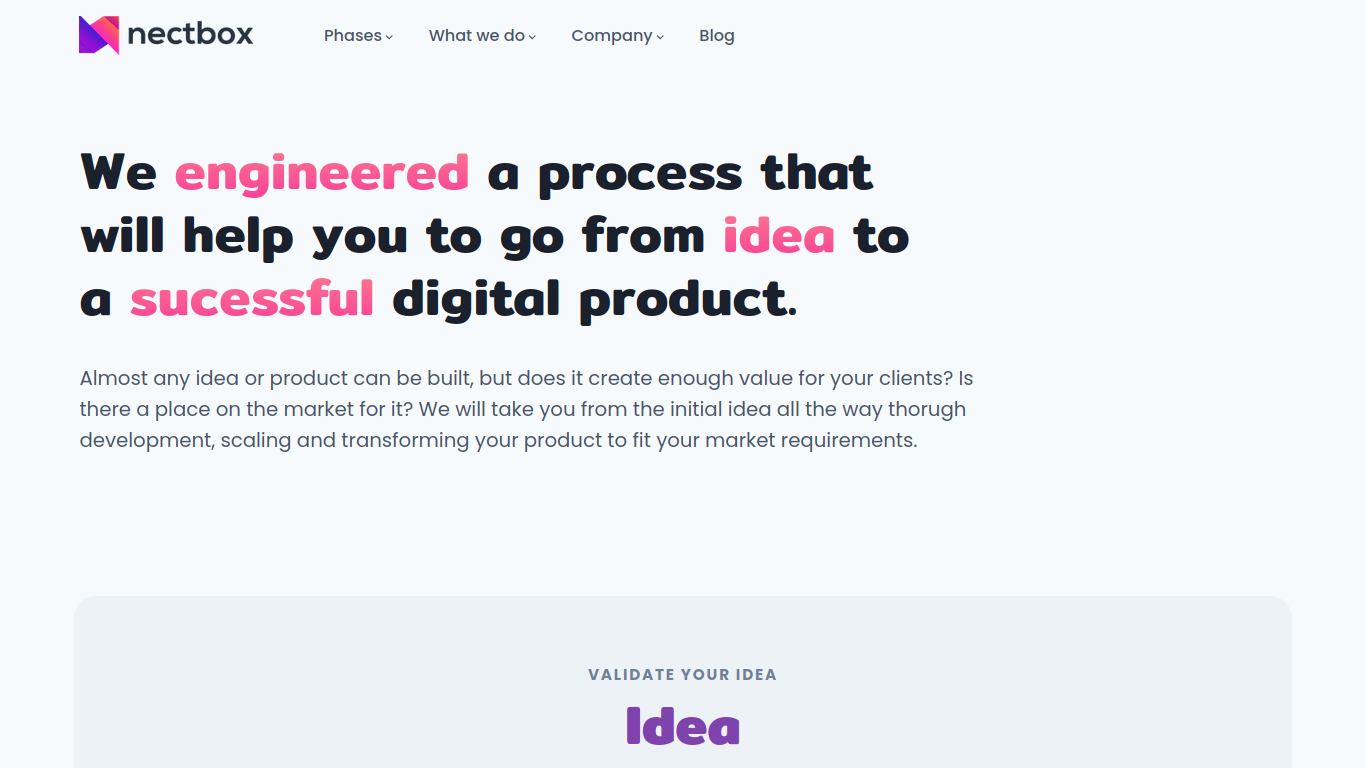 nectbox
Phases
What we do
Company
Blog
We engineered a process that
will help you to go from idea to
a sucessful digital product.
Almost any idea or product can be built, but does it create enough value for your clients? Is
there a place on the market for it? We will take you from the initial idea all the way thorugh
development, scaling and transforming your product to fit your market requirements.
VALIDATE YOUR IDEA
Idea